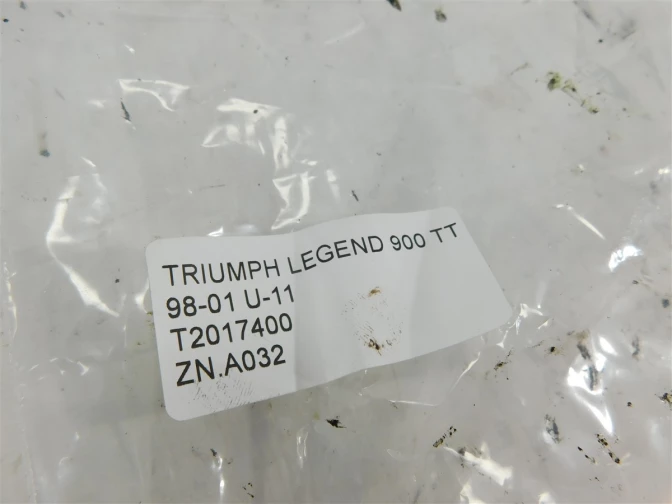 TRIUMPH LEGEND 900 TT
98-01 U-11
T2017400
ZN.A032